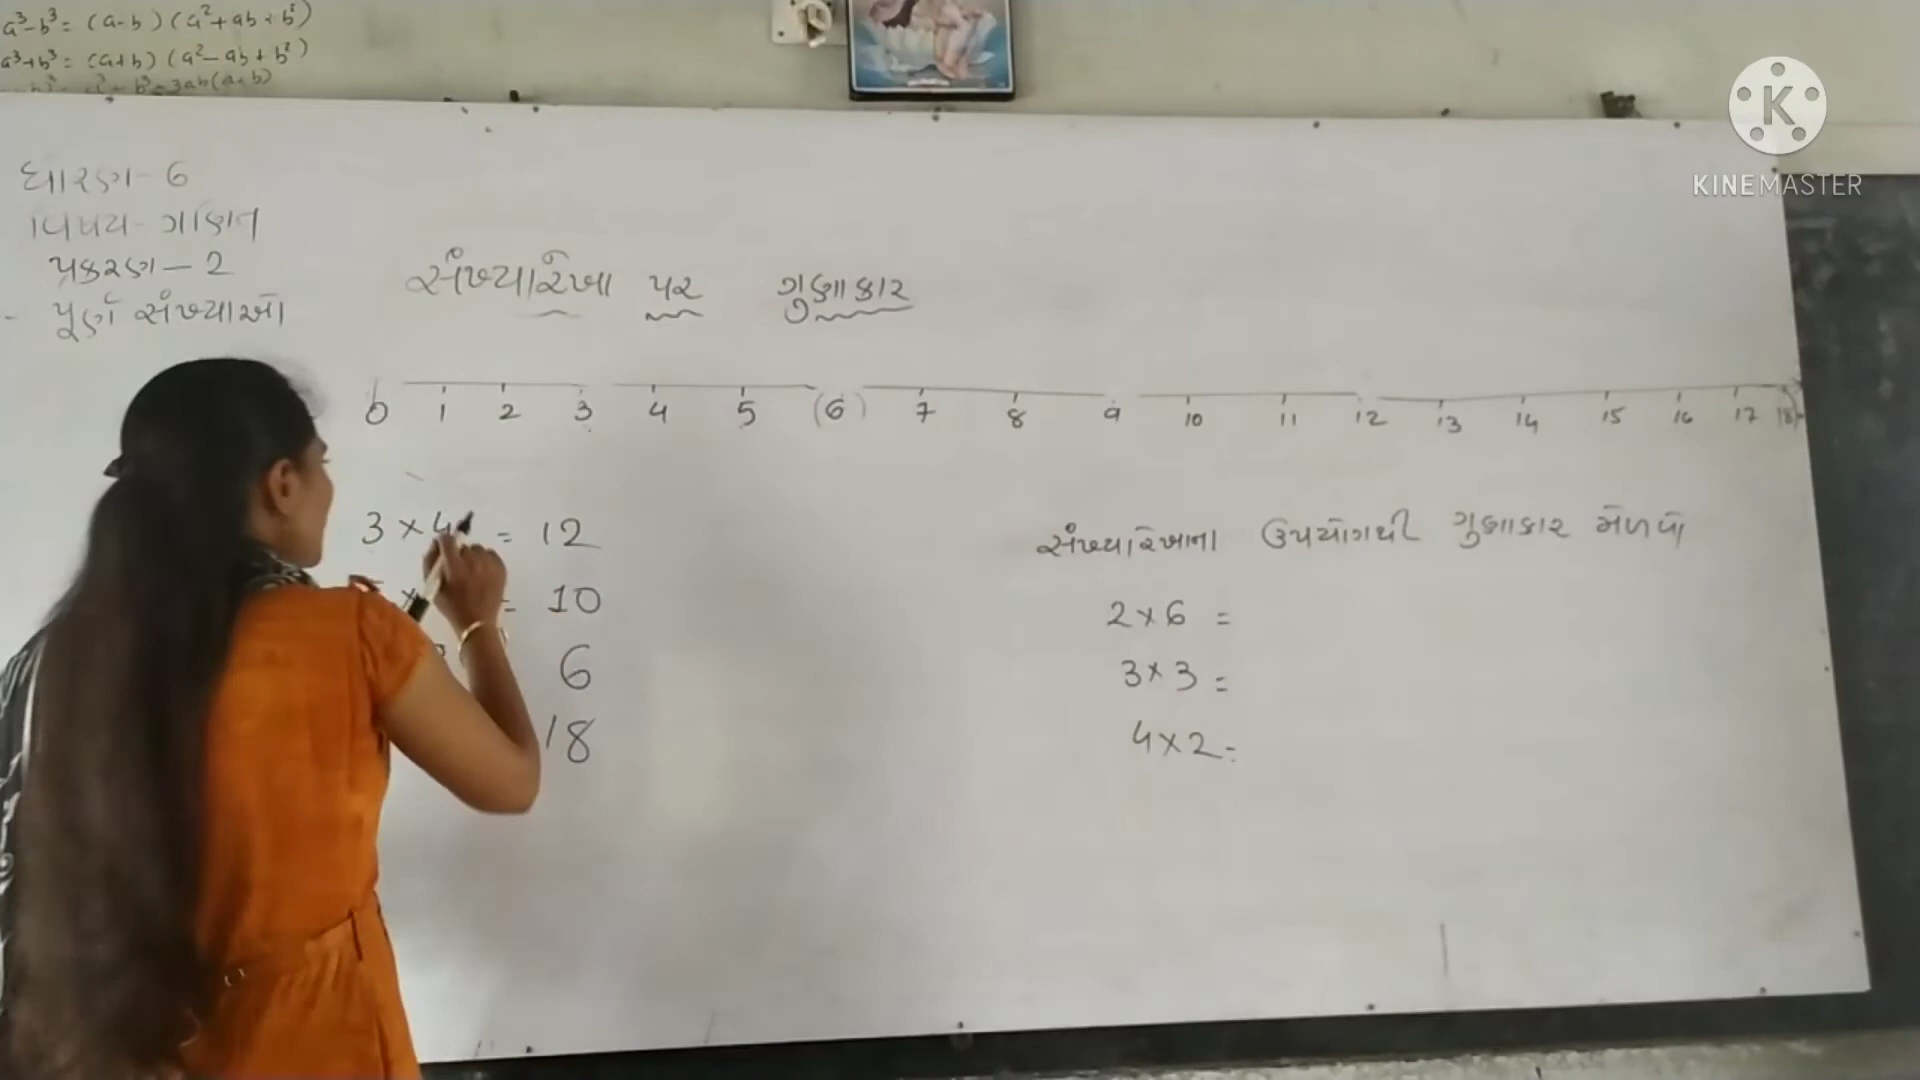 a³-b³ = (a-b) (a²+ab+b²)
a³+b³ = (a+b) (a²-ab+b²)
b³ + 3ab(a+b)
KINEMASTER
ધોરણ-6
વિષય- ગણિત
પ્રકરણ - 2
- પૂર્ણ સંખ્યાઓ
સંખ્યારેખા પર ગુણાકાર
0 1 2 3 4 5 (6) 7 8 9 10 11 12 13 14 15 16 17 18
3 × 4 = 12
× = 10
6
18
સંખ્યારેખાના ઉપયોગથી ગુણાકાર મેળવો
2 × 6 =
3 × 3 =
4 × 2 =